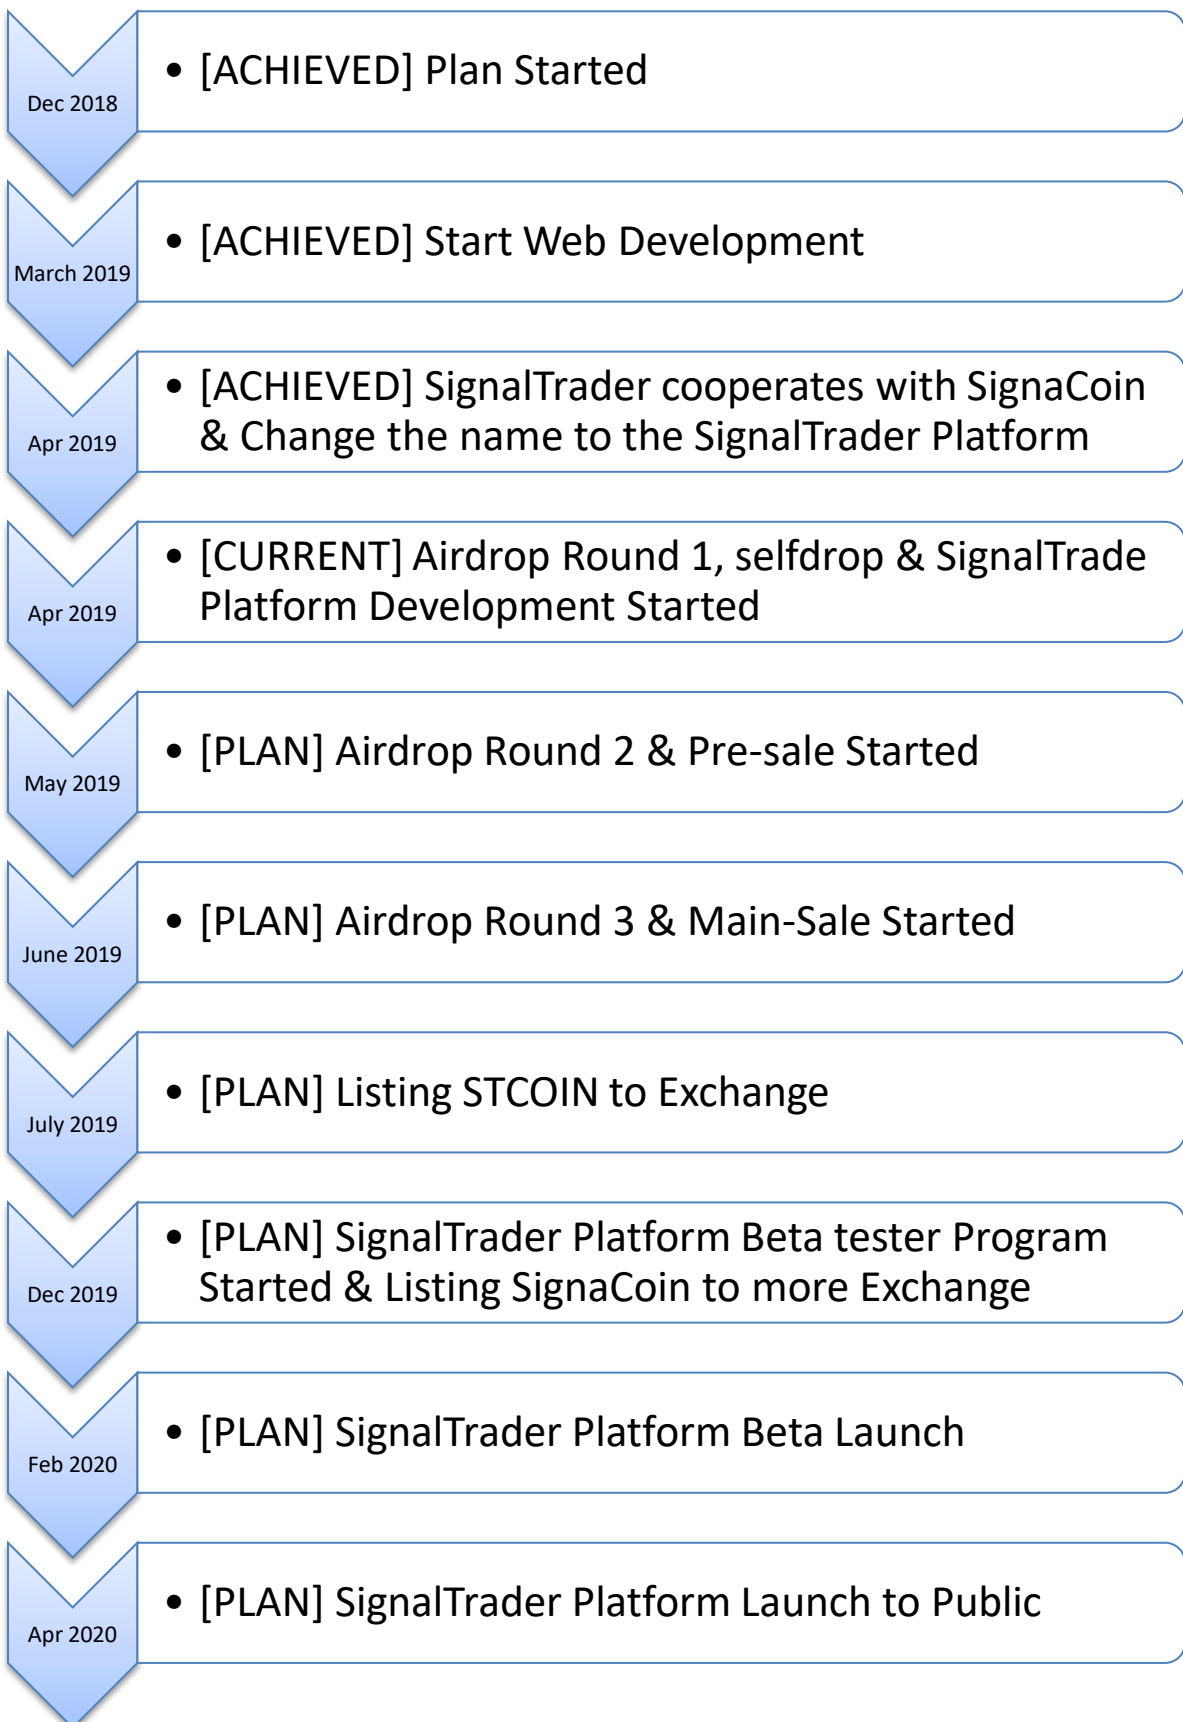 Dec 2018
• [ACHIEVED] Plan Started
March 2019
• [ACHIEVED] Start Web Development
Apr 2019
• [ACHIEVED] SignalTrader cooperates with SignaCoin
& Change the name to the SignalTrader Platform
Apr 2019
• [CURRENT] Airdrop Round 1, selfdrop & SignalTrade
Platform Development Started
May 2019
• [PLAN] Airdrop Round 2 & Pre-sale Started
June 2019
• [PLAN] Airdrop Round 3 & Main-Sale Started
July 2019
• [PLAN] Listing STCOIN to Exchange
Dec 2019
• [PLAN] SignalTrader Platform Beta tester Program
Started & Listing SignaCoin to more Exchange
Feb 2020
• [PLAN] SignalTrader Platform Beta Launch
Apr 2020
• [PLAN] SignalTrader Platform Launch to Public